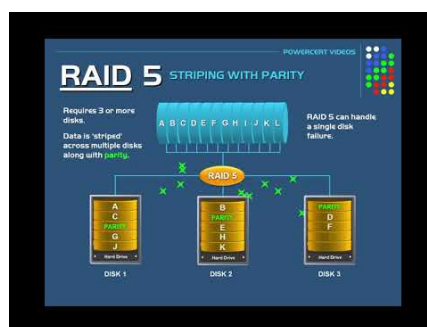 POWERCERT VIDEOS
RAID 5 STRIPING WITH PARITY
Requires 3 or more
disks.
Data is 'striped'
across multiple disks
along with parity.
A B C D E F G H I J K L
RAID 5 can handle
a single disk
failure.
RAID 5
A
C
PARITY
G
J
Hard Drive
DISK 1
B
PARITY
E
H
K
Hard Drive
DISK 2
PARITY
D
F
Hard Drive
DISK 3